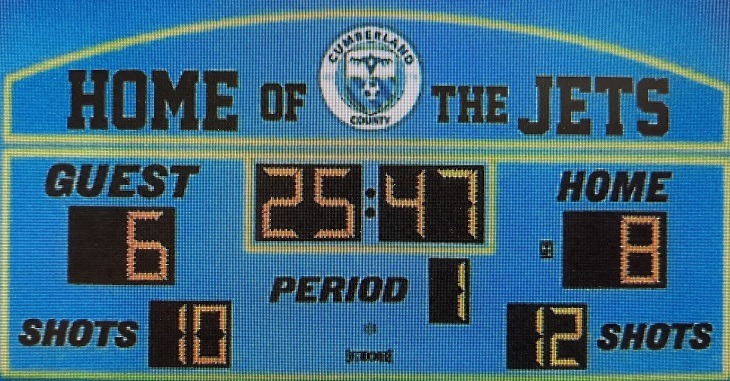 HOME OF CUMBERLAND COUNTY THE JETS
GUEST 25:47 HOME
6 8
PERIOD 1
SHOTS 10 12 SHOTS